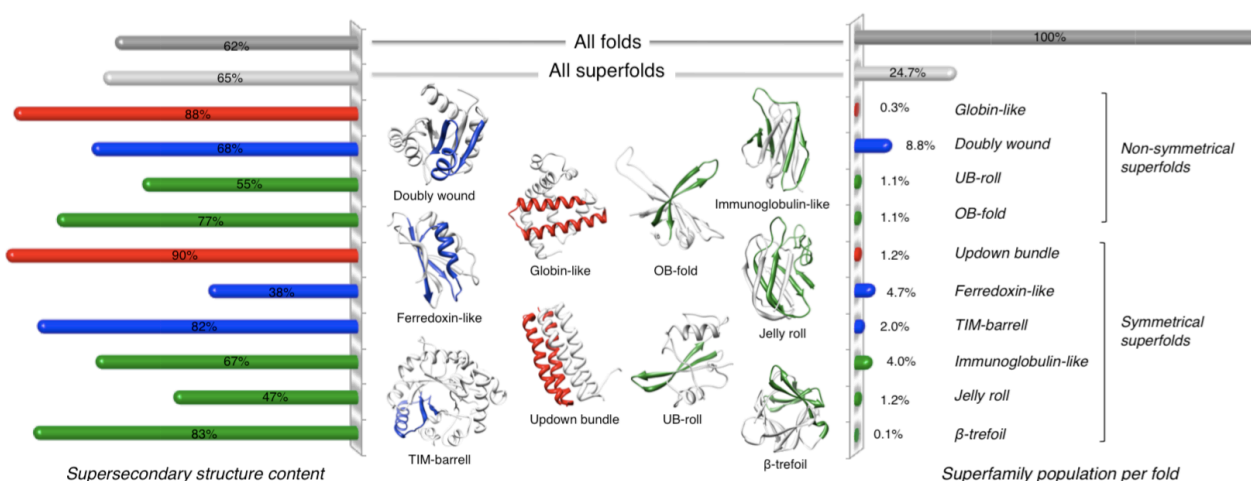 62%
All folds
100%
65%
All superfolds
24.7%
88%
0.3%
Globin-like
68%
8.8%
Doubly wound
Non-symmetrical
superfolds
55%
1.1%
UB-roll
77%
1.1%
OB-fold
90%
1.2%
Updown bundle
38%
4.7%
Ferredoxin-like
82%
2.0%
TIM-barrell
Symmetrical
superfolds
67%
4.0%
Immunoglobulin-like
47%
1.2%
Jelly roll
83%
0.1%
β-trefoil
Doubly wound
Immunoglobulin-like
Globin-like
OB-fold
Ferredoxin-like
Jelly roll
Updown bundle
UB-roll
TIM-barrell
β-trefoil
Supersecondary structure content
Superfamily population per fold